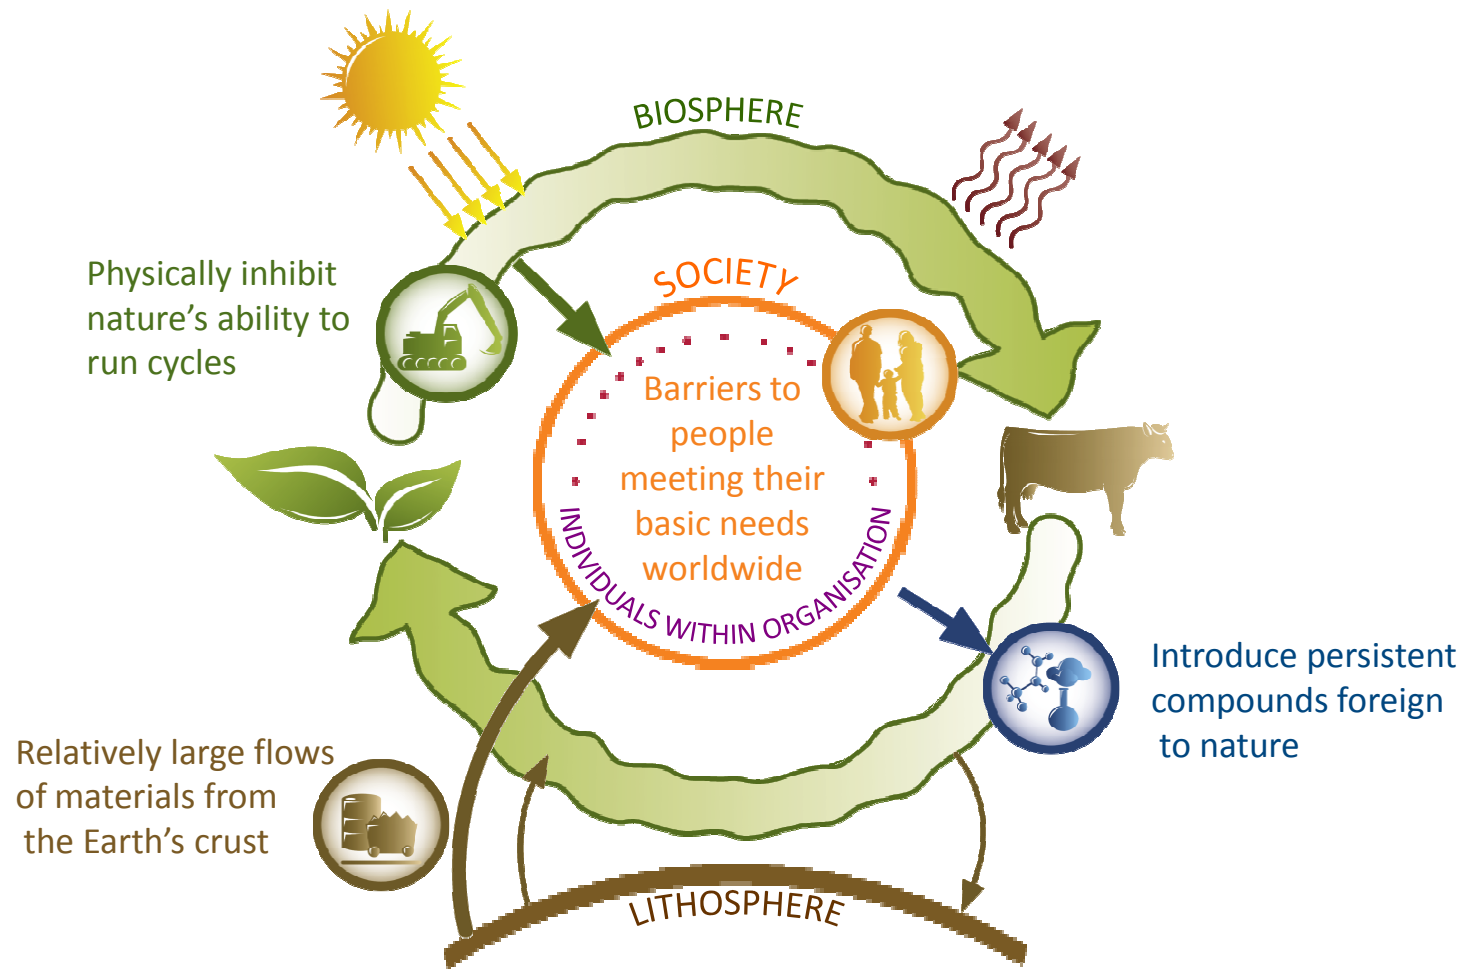 BIOSPHERE
SOCIETY
Physically inhibit
nature's ability to
run cycles
Barriers to
people
meeting their
basic needs
worldwide
INDIVIDUALS WITHIN ORGANISATION
Introduce persistent
compounds foreign
to nature
Relatively large flows
of materials from
the Earth's crust
LITHOSPHERE